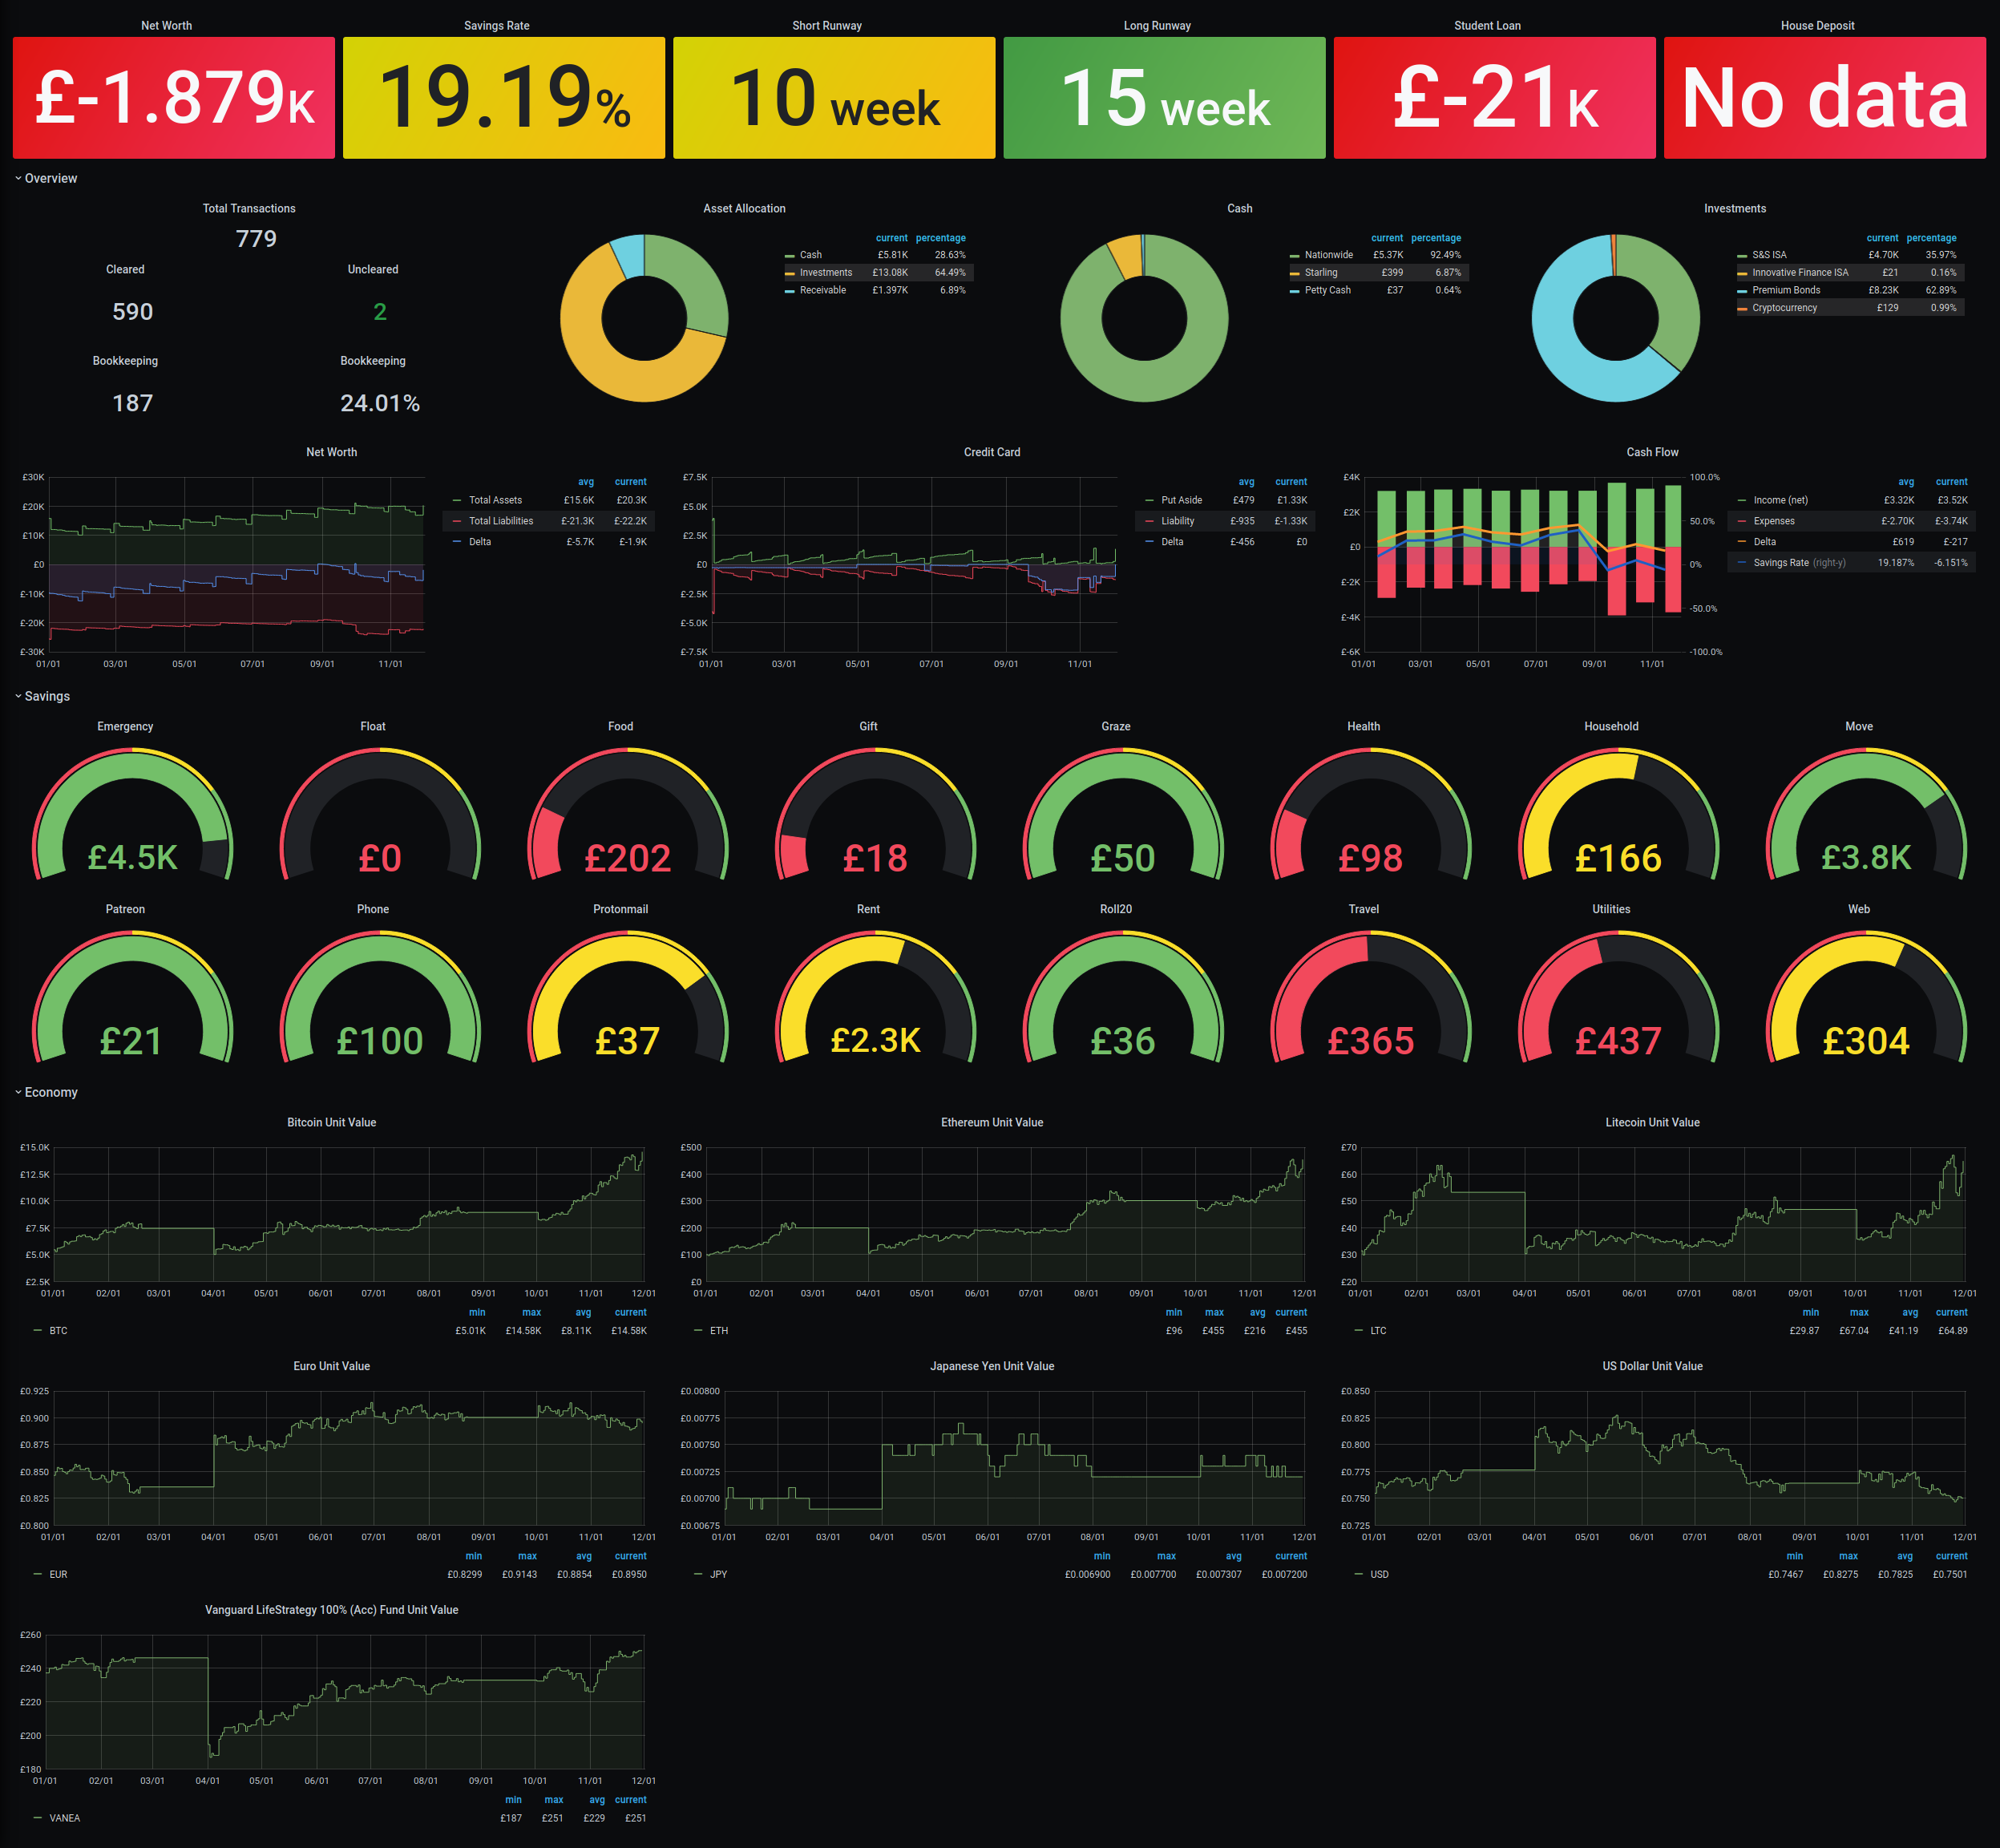 Net Worth Savings Rate Short Runway Long Runway Student Loan House Deposit
£-1.879K 19.19% 10 week 15 week £-21K No data
Overview
Total Transactions
779
Cleared Uncleared
590 2
Bookkeeping Bookkeeping
187 24.01%
Asset Allocation
current percentage
Cash £5.81K 28.63%
Investments £13.08K 64.49%
Receivable £1.397K 6.89%
Cash
current percentage
Nationwide £5.37K 92.49%
Starling £399 6.87%
Petty Cash £37 0.64%
Investments
current percentage
S&S ISA £4.70K 35.97%
Innovative Finance ISA £21 0.16%
Premium Bonds £8.23K 62.89%
Cryptocurrency £129 0.99%
Net Worth
£30K
£20K
£10K
£0
£-10K
£-20K
£-30K
01/01 03/01 05/01 07/01 09/01 11/01
avg current
Total Assets £15.6K £20.3K
Total Liabilities £-21.3K £-22.2K
Delta £-5.7K £-1.9K
Credit Card
£7.5K
£5.0K
£2.5K
£0
£-2.5K
£-5.0K
£-7.5K
01/01 03/01 05/01 07/01 09/01 11/01
avg current
Put Aside £479 £1.33K
Liability £-935 £-1.33K
Delta £-456 £0
Cash Flow
£4K
£2K
£0
£-2K
£-4K
£-6K
100.0%
50.0%
0%
-50.0%
-100.0%
01/01 03/01 05/01 07/01 09/01 11/01
avg current
Income (net) £3.32K £3.52K
Expenses £-2.70K £-3.74K
Delta £619 £-217
Savings Rate (right-y) 19.187% -6.151%
Savings
Emergency Float Food Gift Graze Health Household Move
£4.5K £0 £202 £18 £50 £98 £166 £3.8K
Patreon Phone Protonmail Rent Roll20 Travel Utilities Web
£21 £100 £37 £2.3K £36 £365 £437 £304
Economy
Bitcoin Unit Value
£15.0K
£12.5K
£10.0K
£7.5K
£5.0K
£2.5K
01/01 02/01 03/01 04/01 05/01 06/01 07/01 08/01 09/01 10/01 11/01 12/01
min max avg current
BTC £5.01K £14.58K £8.11K £14.58K
Ethereum Unit Value
£500
£400
£300
£200
£100
£0
01/01 02/01 03/01 04/01 05/01 06/01 07/01 08/01 09/01 10/01 11/01 12/01
min max avg current
ETH £96 £455 £216 £455
Litecoin Unit Value
£70
£60
£50
£40
£30
£20
01/01 02/01 03/01 04/01 05/01 06/01 07/01 08/01 09/01 10/01 11/01 12/01
min max avg current
LTC £29.87 £67.04 £41.19 £64.89
Euro Unit Value
£0.925
£0.900
£0.875
£0.850
£0.825
£0.800
01/01 02/01 03/01 04/01 05/01 06/01 07/01 08/01 09/01 10/01 11/01 12/01
min max avg current
EUR £0.8299 £0.9143 £0.8854 £0.8950
Japanese Yen Unit Value
£0.00800
£0.00775
£0.00750
£0.00725
£0.00700
£0.00675
01/01 02/01 03/01 04/01 05/01 06/01 07/01 08/01 09/01 10/01 11/01 12/01
min max avg current
JPY £0.006900 £0.007700 £0.007307 £0.007200
US Dollar Unit Value
£0.850
£0.825
£0.800
£0.775
£0.750
£0.725
01/01 02/01 03/01 04/01 05/01 06/01 07/01 08/01 09/01 10/01 11/01 12/01
min max avg current
USD £0.7467 £0.8275 £0.7825 £0.7501
Vanguard LifeStrategy 100% (Acc) Fund Unit Value
£260
£240
£220
£200
£180
01/01 02/01 03/01 04/01 05/01 06/01 07/01 08/01 09/01 10/01 11/01 12/01
min max avg current
VANEA £187 £251 £229 £251